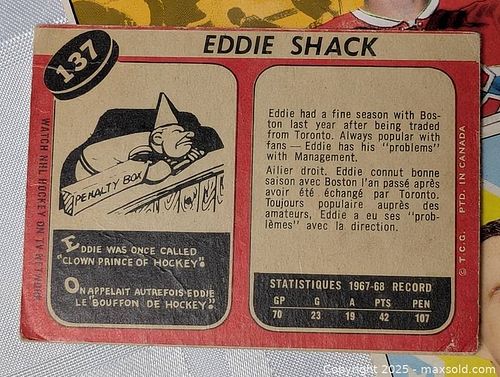 137
EDDIE SHACK
WATCH NHL HOCKEY ON TV NETWORK
PENALTY BOX
EDDIE WAS ONCE CALLED
"CLOWN PRINCE OF HOCKEY".
ON APPELAIT AUTREFOIS EDDIE
LE "BOUFFON DE HOCKEY".
Eddie had a fine season with Bos-
ton last year after being traded
from Toronto. Always popular with
fans — Eddie has his "problems"
with Management.
Ailier droit. Eddie connut bonne
saison avec Boston l'an passé après
avoir été échangé par Toronto.
Toujours populaire auprès des
amateurs, Eddie a eu ses "prob-
lèmes" avec la direction.
STATISTIQUES 1967-68 RECORD
GP G A PTS PEN
70 23 19 42 107
© T.C.G. PTD. IN CANADA
Copyright 2025 - maxsold.com